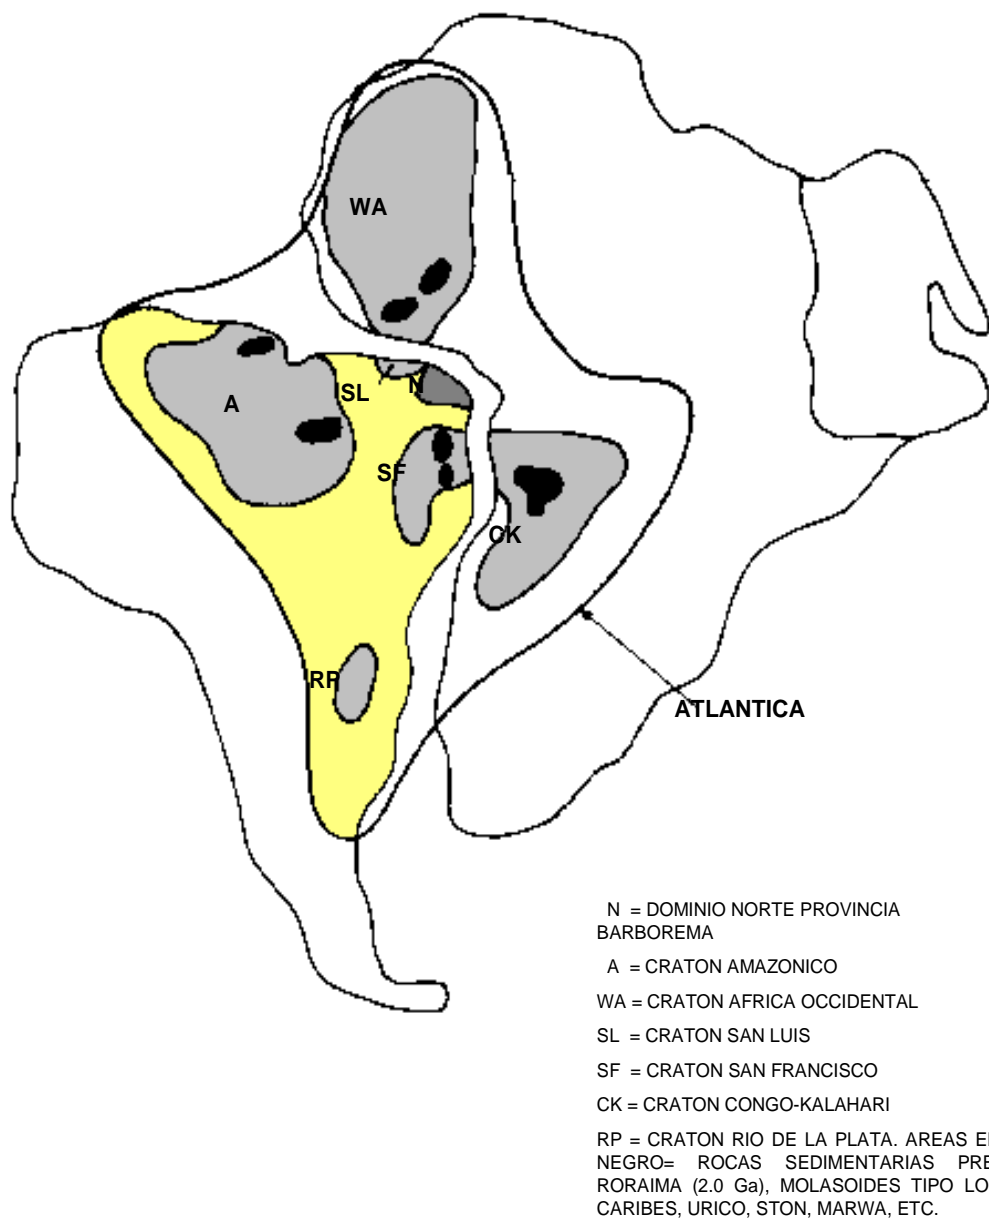 WA
A
SL
N
SF
CK
RP
ATLANTICA
N = DOMINIO NORTE PROVINCIA
BARBOREMA
A = CRATON AMAZONICO
WA = CRATON AFRICA OCCIDENTAL
SL = CRATON SAN LUIS
SF = CRATON SAN FRANCISCO
CK = CRATON CONGO-KALAHARI
RP = CRATON RIO DE LA PLATA. AREAS E
NEGRO= ROCAS SEDIMENTARIAS PRE
RORAIMA (2.0 Ga), MOLASOIDES TIPO LO
CARIBES, URICO, STON, MARWA, ETC.